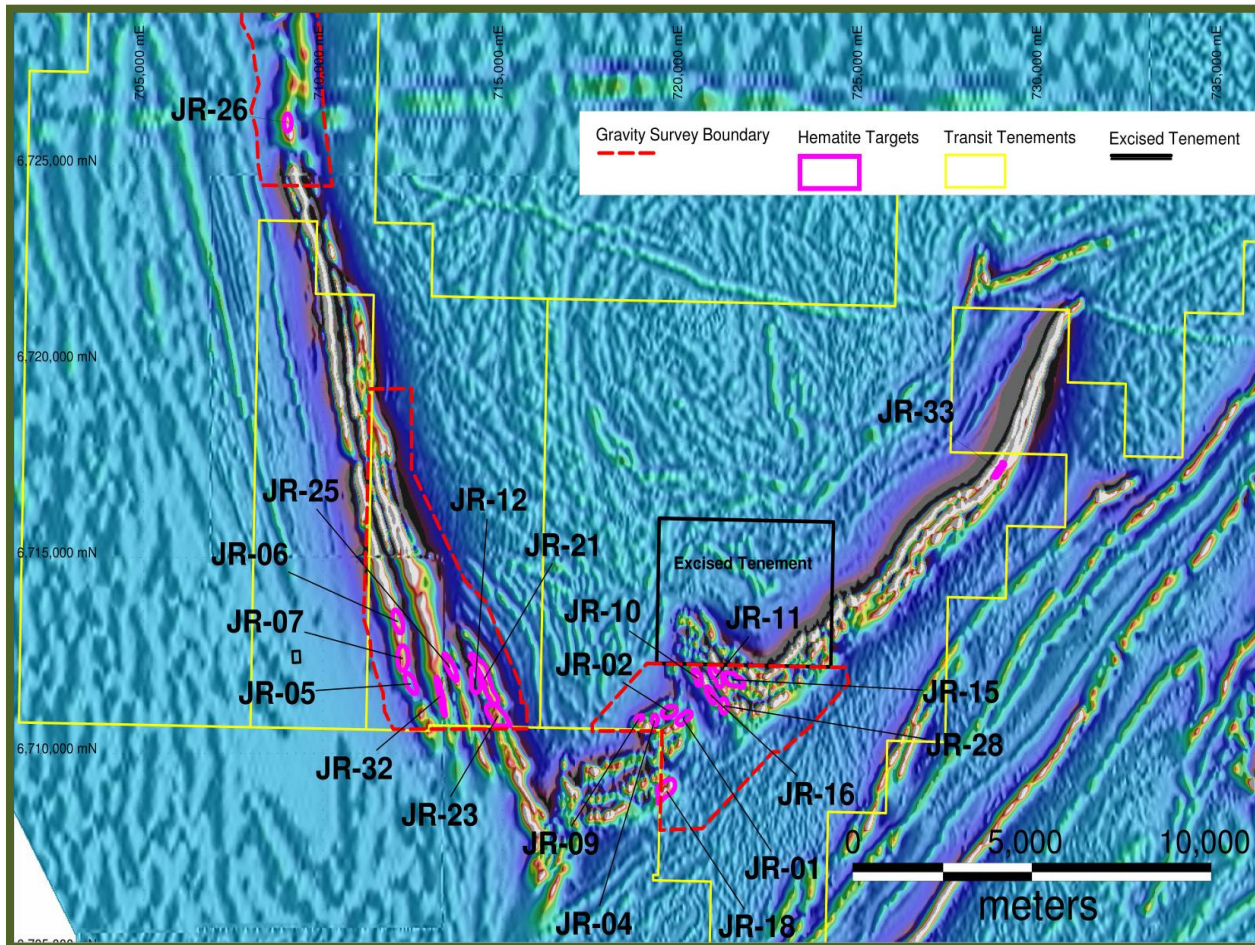 705,000 mE
710,000 mE
715,000 mE
720,000 mE
725,000 mE
730,000 mE
735,000 mE
JR-26
Gravity Survey Boundary
Hematite Targets
Transit Tenements
Excised Tenement
6,725,000 mN
6,720,000 mN
JR-33
JR-25
JR-12
6,715,000 mN
JR-06
JR-21
Excised Tenement
JR-07
JR-10
JR-11
JR-02
JR-05
JR-15
JR-28
6,710,000 mN
JR-32
JR-16
JR-23
JR-09
JR-01
0
5,000
10,000
meters
JR-04
JR-18
6,705,000 mN